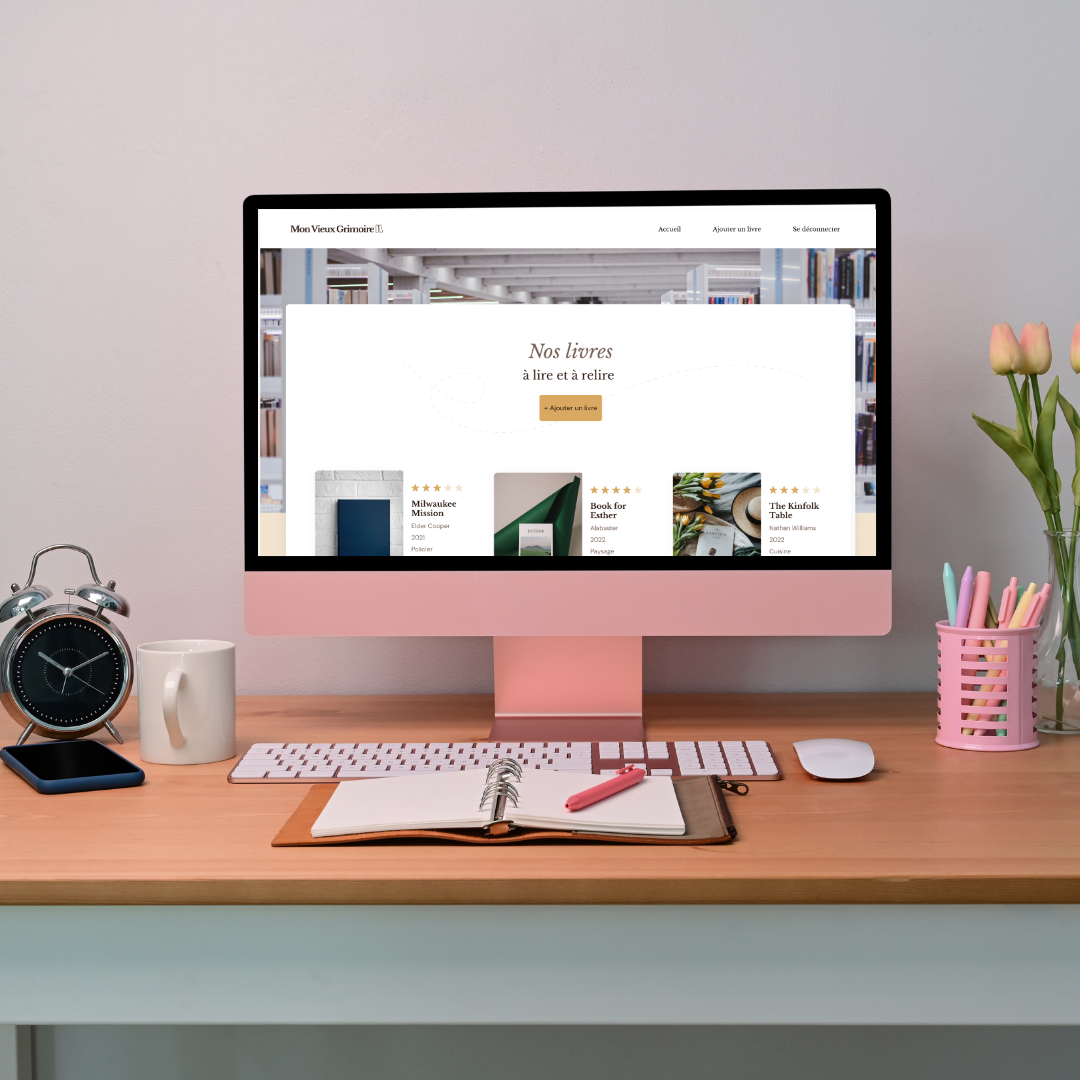 Mon Vieux Grimoire
Accueil
Ajouter un livre
Se déconnecter
Nos livres
à lire et à relire
+ Ajouter un livre
Milwaukee
Mission
Elder Cooper
2021
Policier
Book for
Esther
Alabaster
2022
Paysage
The Kinfolk
Table
Nathan Williams
2022
Cuisine